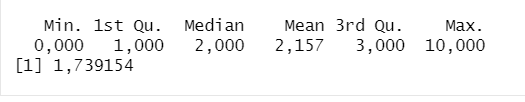 Min. 1st Qu. Median Mean 3rd Qu. Max.
0,000 1,000 2,000 2,157 3,000 10,000
[1] 1,739154